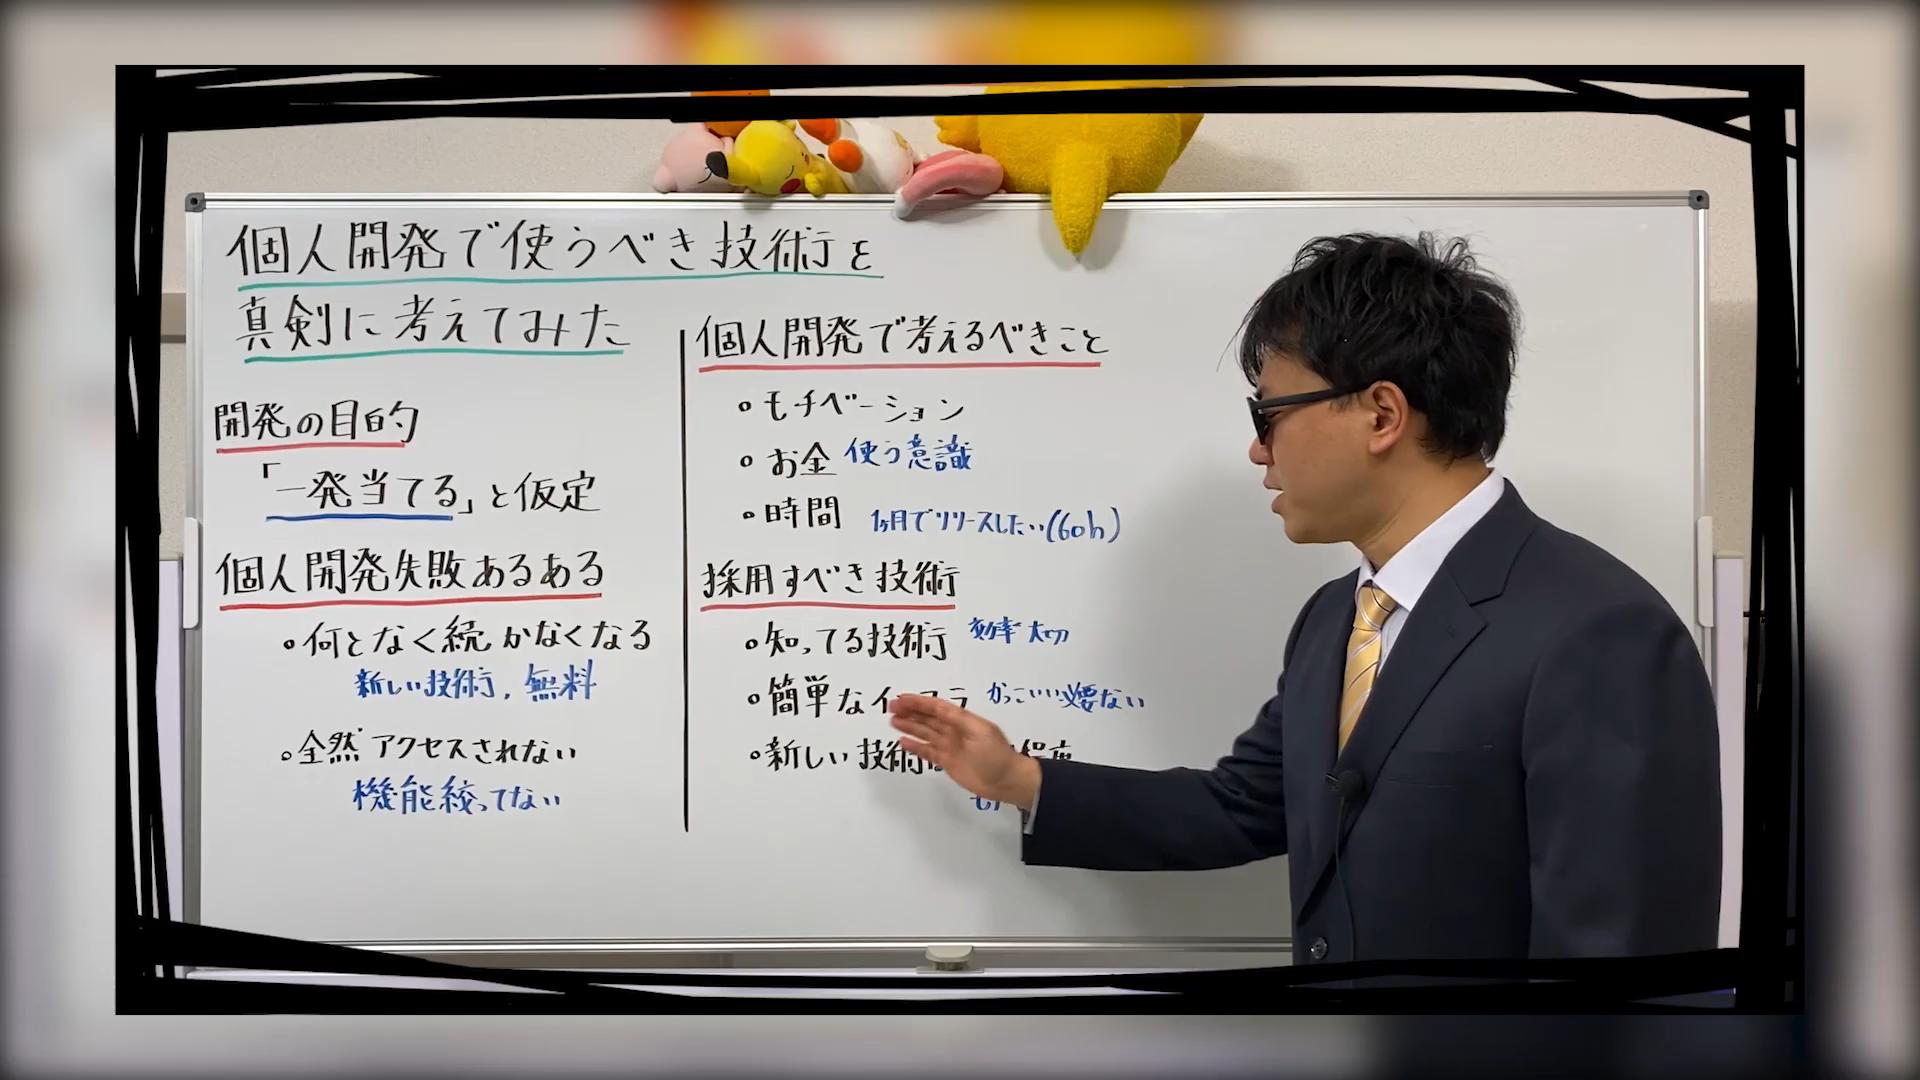 個人開発で使うべき技術を
真剣に考えてみた
開発の目的
「一発当てる」と仮定
個人開発失敗あるある
何となく続かなくなる
新しい技術, 無料
全然アクセスされない
機能絞ってない
個人開発で考えるべきこと
モチベーション
お金 使う意識
時間 1ヶ月でリリースしたい(60h)
採用すべき技術
知ってる技術 効率大切
簡単な かっこいい必要ない
新しい技術